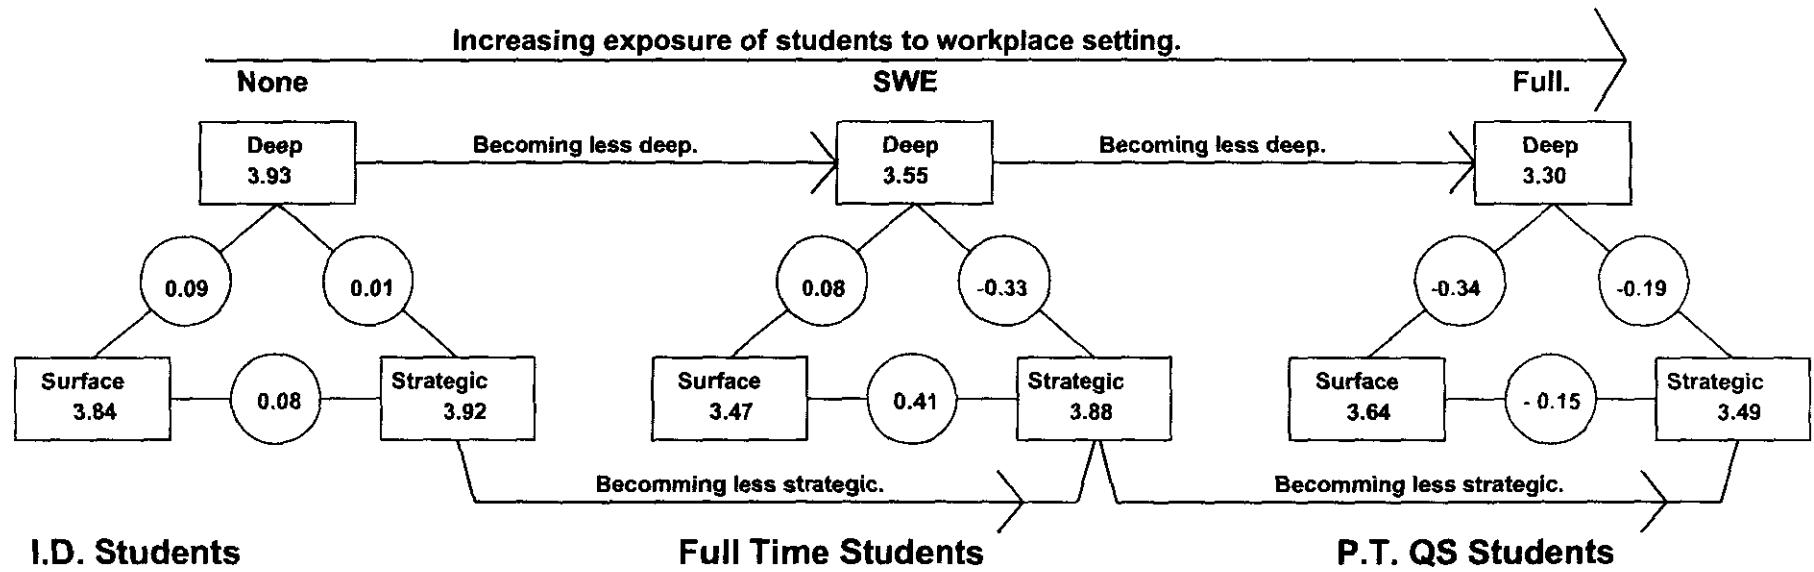 Increasing exposure of students to workplace setting.
None
SWE
Full.
Deep
3.93
Becoming less deep.
Deep
3.55
Becoming less deep.
Deep
3.30
0.09
0.01
0.08
-0.33
-0.34
-0.19
Surface
3.84
0.08
Strategic
3.92
Surface
3.47
0.41
Strategic
3.88
Surface
3.64
- 0.15
Strategic
3.49
Becomming less strategic.
Becomming less strategic.
I.D. Students
Full Time Students
P.T. QS Students